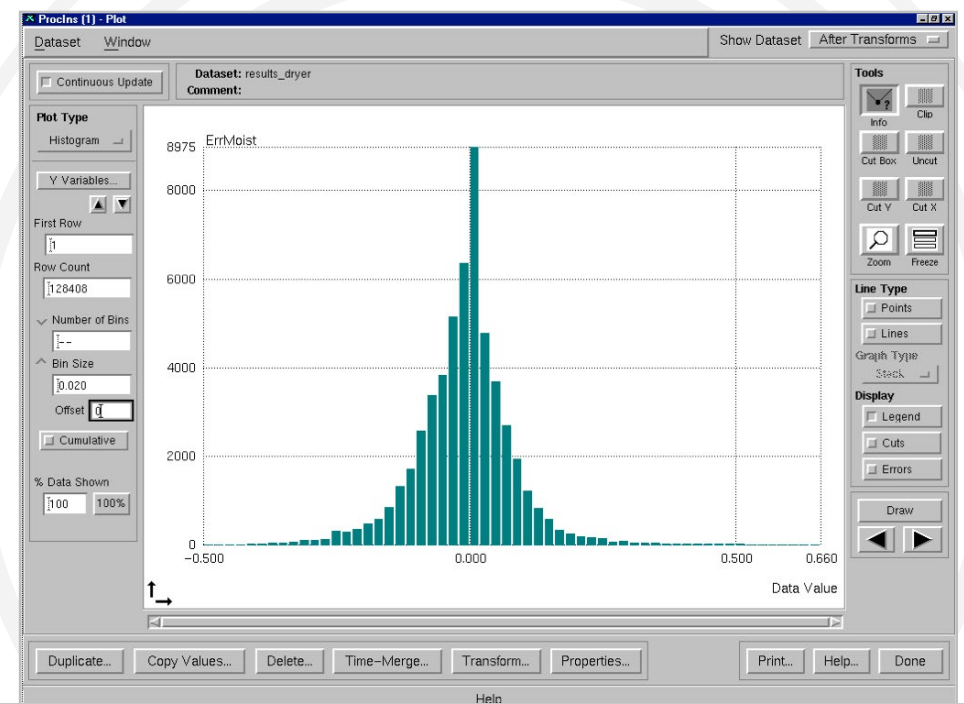 ProcIns (1) - Plot
Dataset Window
Show Dataset After Transforms
Continuous Update
Dataset: results_dryer
Comment:
Plot Type
Histogram
Y Variables...
First Row
1
Row Count
128408
Number of Bins
--
Bin Size
0.020
Offset 0
Cumulative
% Data Shown
100 100%
ErrMoist
8975
8000
6000
4000
2000
0
-0.500 0.000 0.500 0.660
Data Value
Tools
Info Clip
Cut Box Uncut
Cut Y Cut X
Zoom Freeze
Line Type
Points
Lines
Graph Type
Stack
Display
Legend
Cuts
Errors
Draw
Duplicate... Copy Values... Delete... Time-Merge... Transform... Properties... Print... Help... Done
Help